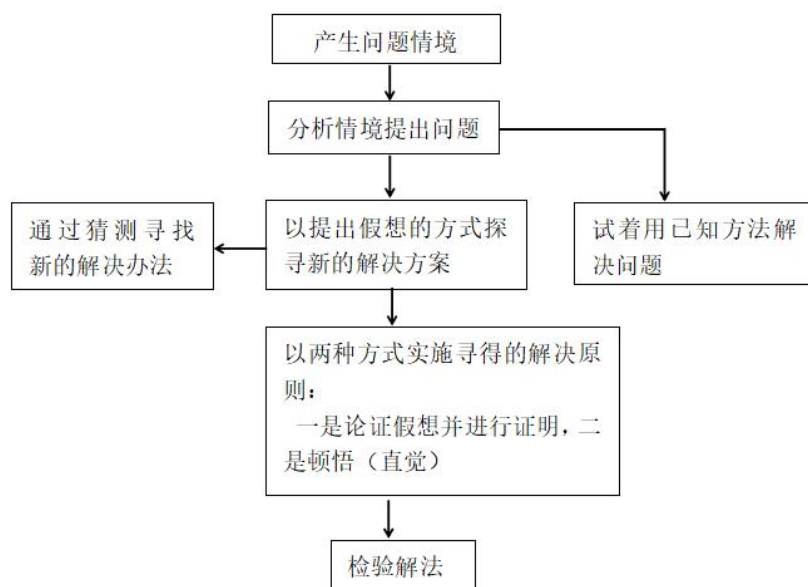 产生问题情境
分析情境提出问题
通过猜测寻找
新的解决办法
以提出假想的方式探
寻新的解决方案
试着用已知方法解
决问题
以两种方式实施寻得的解决原
则：
一是论证假想并进行证明，二
是顿悟（直觉）
检验解法